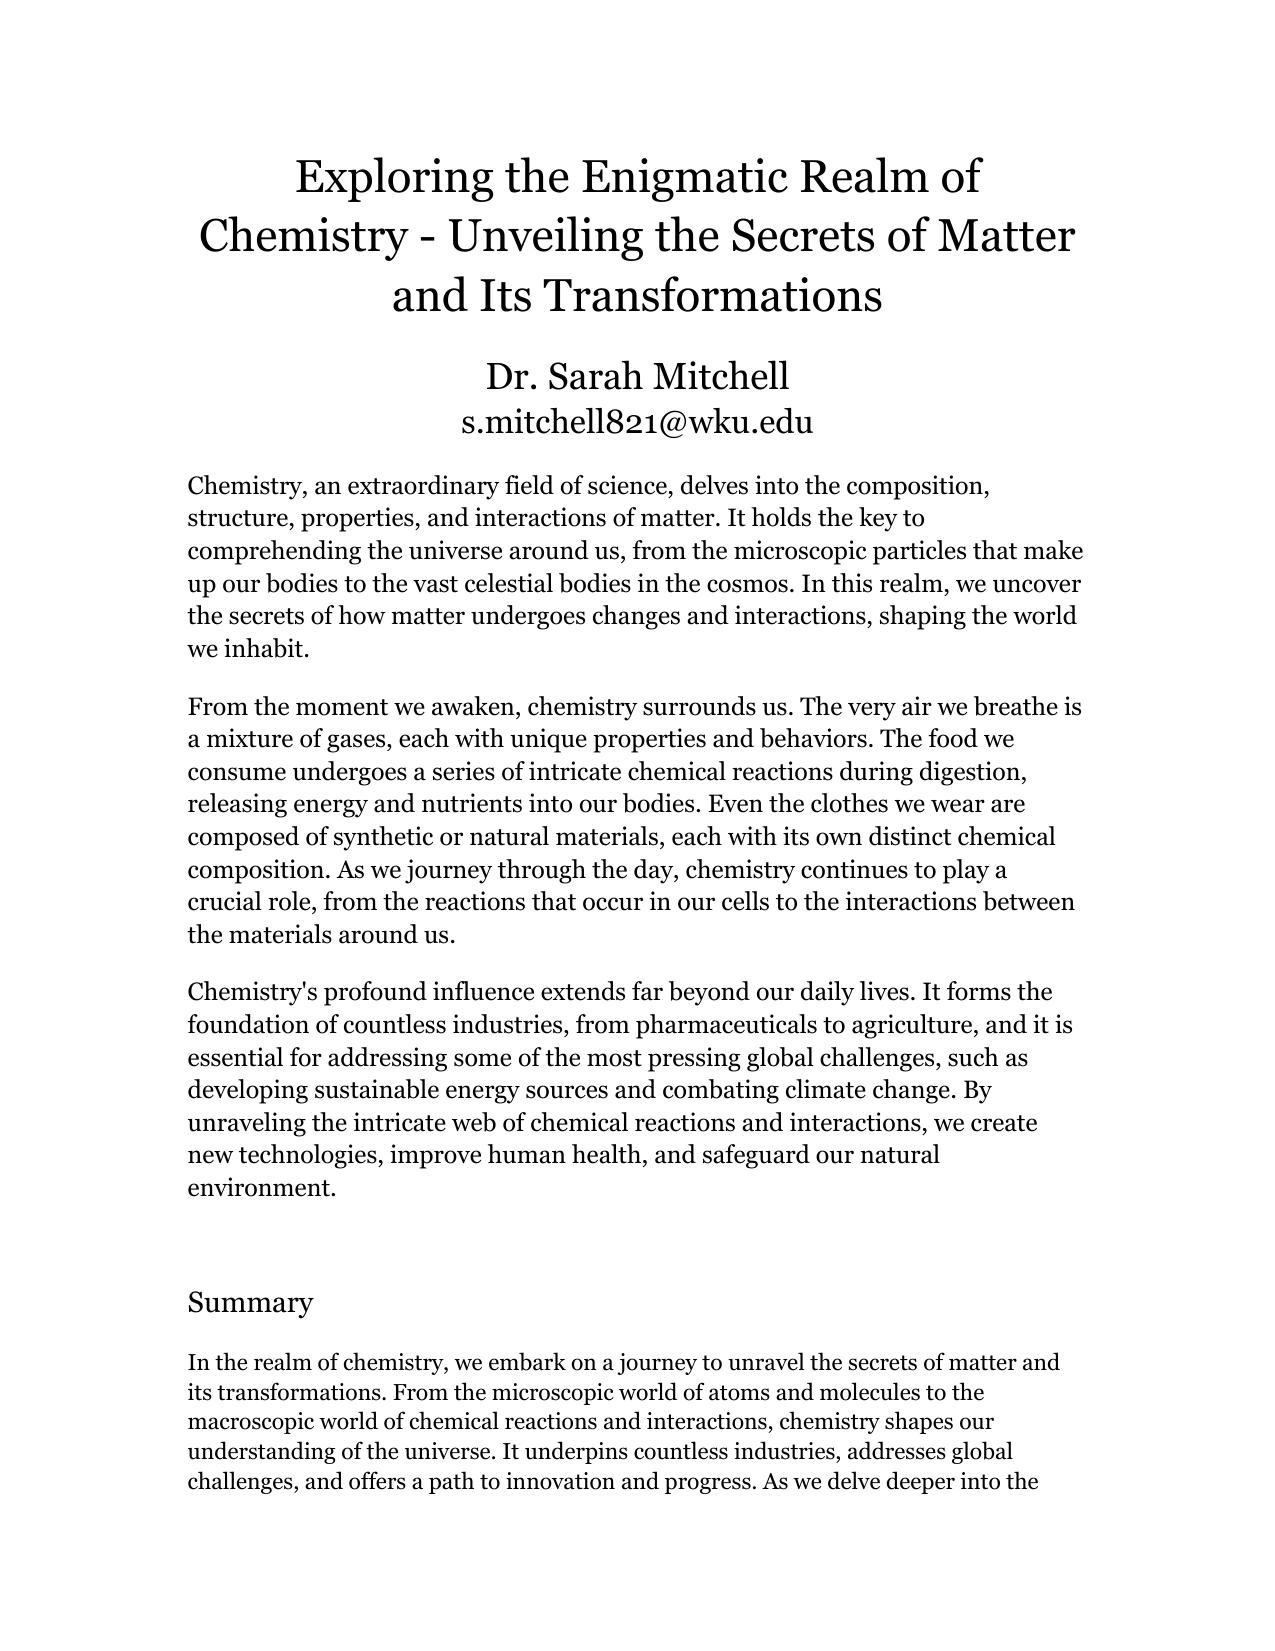 Exploring the Enigmatic Realm of
Chemistry - Unveiling the Secrets of Matter
and Its Transformations
Dr. Sarah Mitchell
s.mitchell821@wku.edu
Chemistry, an extraordinary field of science, delves into the composition,
structure, properties, and interactions of matter. It holds the key to
comprehending the universe around us, from the microscopic particles that make
up our bodies to the vast celestial bodies in the cosmos. In this realm, we uncover
the secrets of how matter undergoes changes and interactions, shaping the world
we inhabit.
From the moment we awaken, chemistry surrounds us. The very air we breathe is
a mixture of gases, each with unique properties and behaviors. The food we
consume undergoes a series of intricate chemical reactions during digestion,
releasing energy and nutrients into our bodies. Even the clothes we wear are
composed of synthetic or natural materials, each with its own distinct chemical
composition. As we journey through the day, chemistry continues to play a
crucial role, from the reactions that occur in our cells to the interactions between
the materials around us.
Chemistry's profound influence extends far beyond our daily lives. It forms the
foundation of countless industries, from pharmaceuticals to agriculture, and it is
essential for addressing some of the most pressing global challenges, such as
developing sustainable energy sources and combating climate change. By
unraveling the intricate web of chemical reactions and interactions, we create
new technologies, improve human health, and safeguard our natural
environment.
Summary
In the realm of chemistry, we embark on a journey to unravel the secrets of matter and
its transformations. From the microscopic world of atoms and molecules to the
macroscopic world of chemical reactions and interactions, chemistry shapes our
understanding of the universe. It underpins countless industries, addresses global
challenges, and offers a path to innovation and progress. As we delve deeper into the